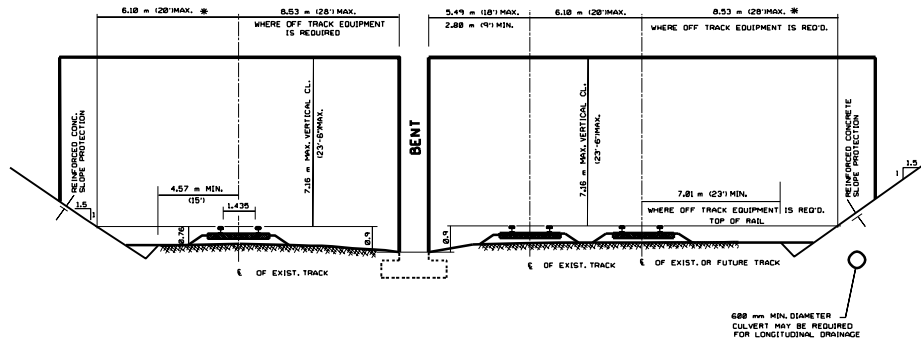 6.10 m (20')MAX. *
8.53 m (28')MAX.
WHERE OFF TRACK EQUIPMENT
IS REQUIRED
5.49 m (18')MAX.
2.80 m (9') MIN.
6.10 m (20')MAX.
8.53 m (28')MAX. *
WHERE OFF TRACK EQUIPMENT IS REQ'D.
REINFORCED CONC.
SLOPE PROTECTION
7.16 m MAX. VERTICAL CL.
(23'-6")MAX.
BENT
7.16 m MAX. VERTICAL CL.
(23'-6")MAX.
REINFORCED CONCRETE
SLOPE PROTECTION
1.5
1
4.57 m MIN.
(15')
1.435
7.01 m (23') MIN.
WHERE OFF TRACK EQUIPMENT IS REQ'D.
TOP OF RAIL
1.5
1
0.76
0.9
0.9
℄ OF EXIST. TRACK
℄ OF EXIST. TRACK
℄ OF EXIST. OR FUTURE TRACK
600 mm MIN. DIAMETER
CULVERT MAY BE REQUIRED
FOR LONGITUDINAL DRAINAGE